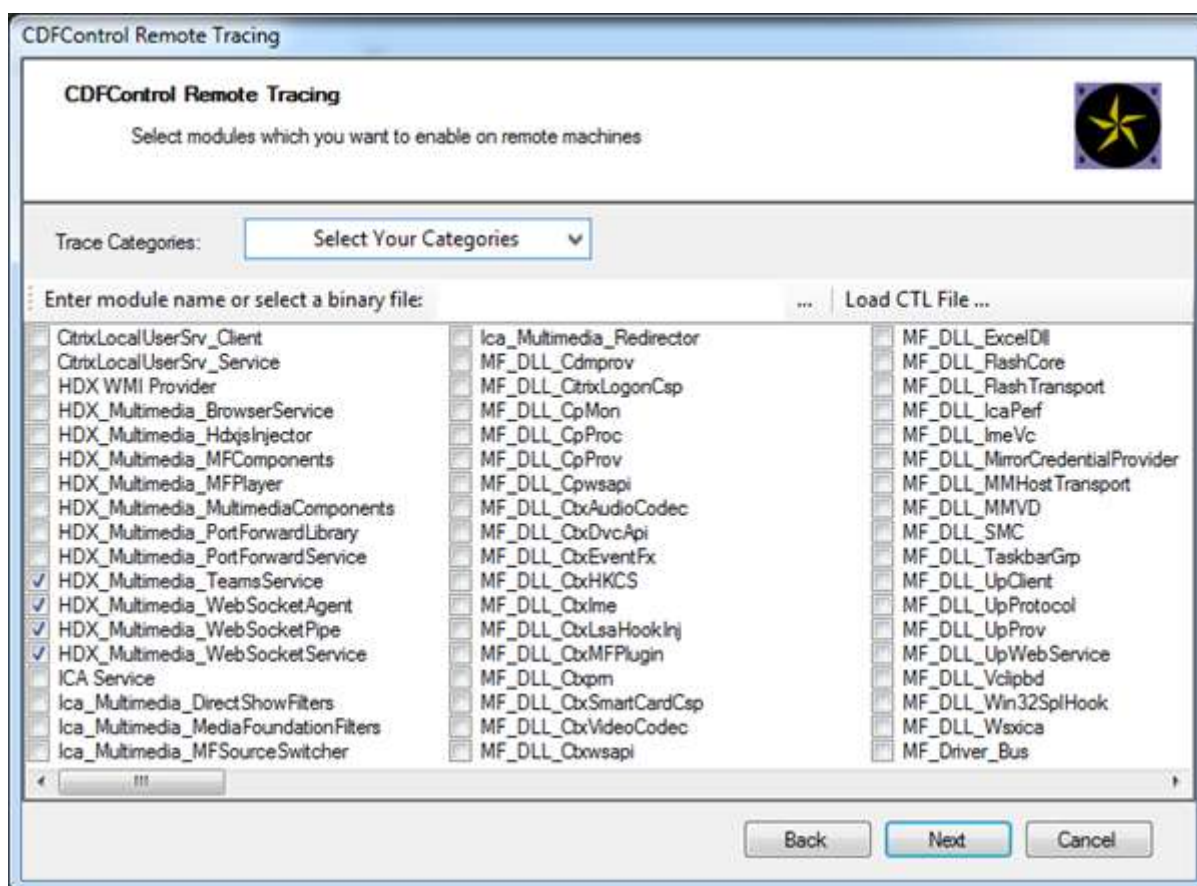 CDFControl Remote Tracing
CDFControl Remote Tracing
Select modules which you want to enable on remote machines
Trace Categories:
Select Your Categories
Enter module name or select a binary file:
...
Load CTL File ...
CitrixLocalUserSrv_Client
CitrixLocalUserSrv_Service
HDX WMI Provider
HDX_Multimedia_BrowserService
HDX_Multimedia_HdxjsInjector
HDX_Multimedia_MFComponents
HDX_Multimedia_MFPlayer
HDX_Multimedia_MultimediaComponents
HDX_Multimedia_PortForwardLibrary
HDX_Multimedia_PortForwardService
HDX_Multimedia_TeamsService
HDX_Multimedia_WebSocketAgent
HDX_Multimedia_WebSocketPipe
HDX_Multimedia_WebSocketService
ICA Service
Ica_Multimedia_DirectShowFilters
Ica_Multimedia_MediaFoundationFilters
Ica_Multimedia_MFSourceSwitcher
Ica_Multimedia_Redirector
MF_DLL_Cdmprov
MF_DLL_CitrixLogonCsp
MF_DLL_CpMon
MF_DLL_CpProc
MF_DLL_CpProv
MF_DLL_Cpwsapi
MF_DLL_CtxAudioCodec
MF_DLL_CtxDvcApi
MF_DLL_CtxEventFx
MF_DLL_CtxHKCS
MF_DLL_CtxIme
MF_DLL_CtxLsaHookInj
MF_DLL_CtxMFPlugin
MF_DLL_Ctxpm
MF_DLL_CtxSmartCardCsp
MF_DLL_CtxVideoCodec
MF_DLL_Ctxwsapi
MF_DLL_ExcelDll
MF_DLL_FlashCore
MF_DLL_FlashTransport
MF_DLL_IcaPerf
MF_DLL_ImeVc
MF_DLL_MirrorCredentialProvider
MF_DLL_MMHostTransport
MF_DLL_MMVD
MF_DLL_SMC
MF_DLL_TaskbarGrp
MF_DLL_UpClient
MF_DLL_UpProtocol
MF_DLL_UpProv
MF_DLL_UpWebService
MF_DLL_Vclipbd
MF_DLL_Win32SplHook
MF_DLL_Wsxica
MF_Driver_Bus
Back
Next
Cancel